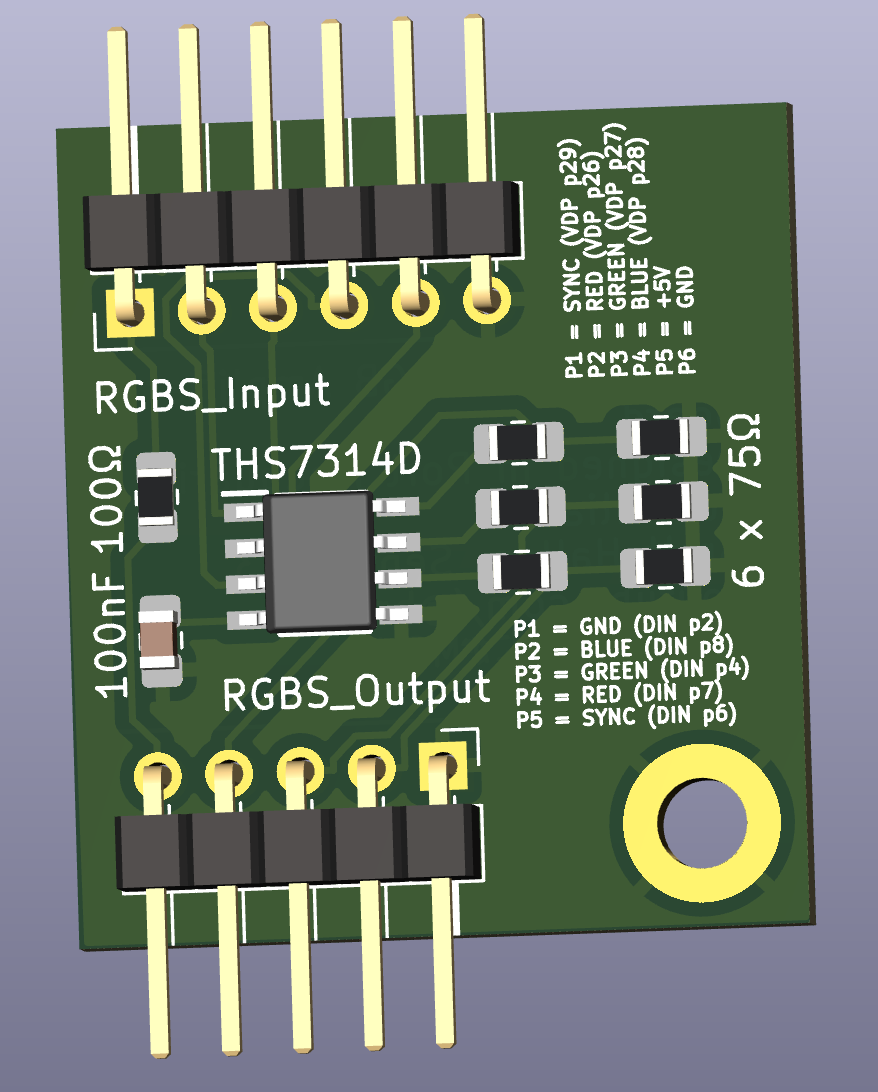 P1 = SYNC (VDP p29)
P2 = RED (VDP p26)
P3 = GREEN (VDP p27)
P4 = BLUE (VDP p28)
P5 = +5V
P6 = GND
RGBS_Input
THS7314D
100Ω
100nF
6 x 75Ω
P1 = GND (DIN p2)
P2 = BLUE (DIN p8)
P3 = GREEN (DIN p4)
P4 = RED (DIN p7)
P5 = SYNC (DIN p6)
RGBS_Output